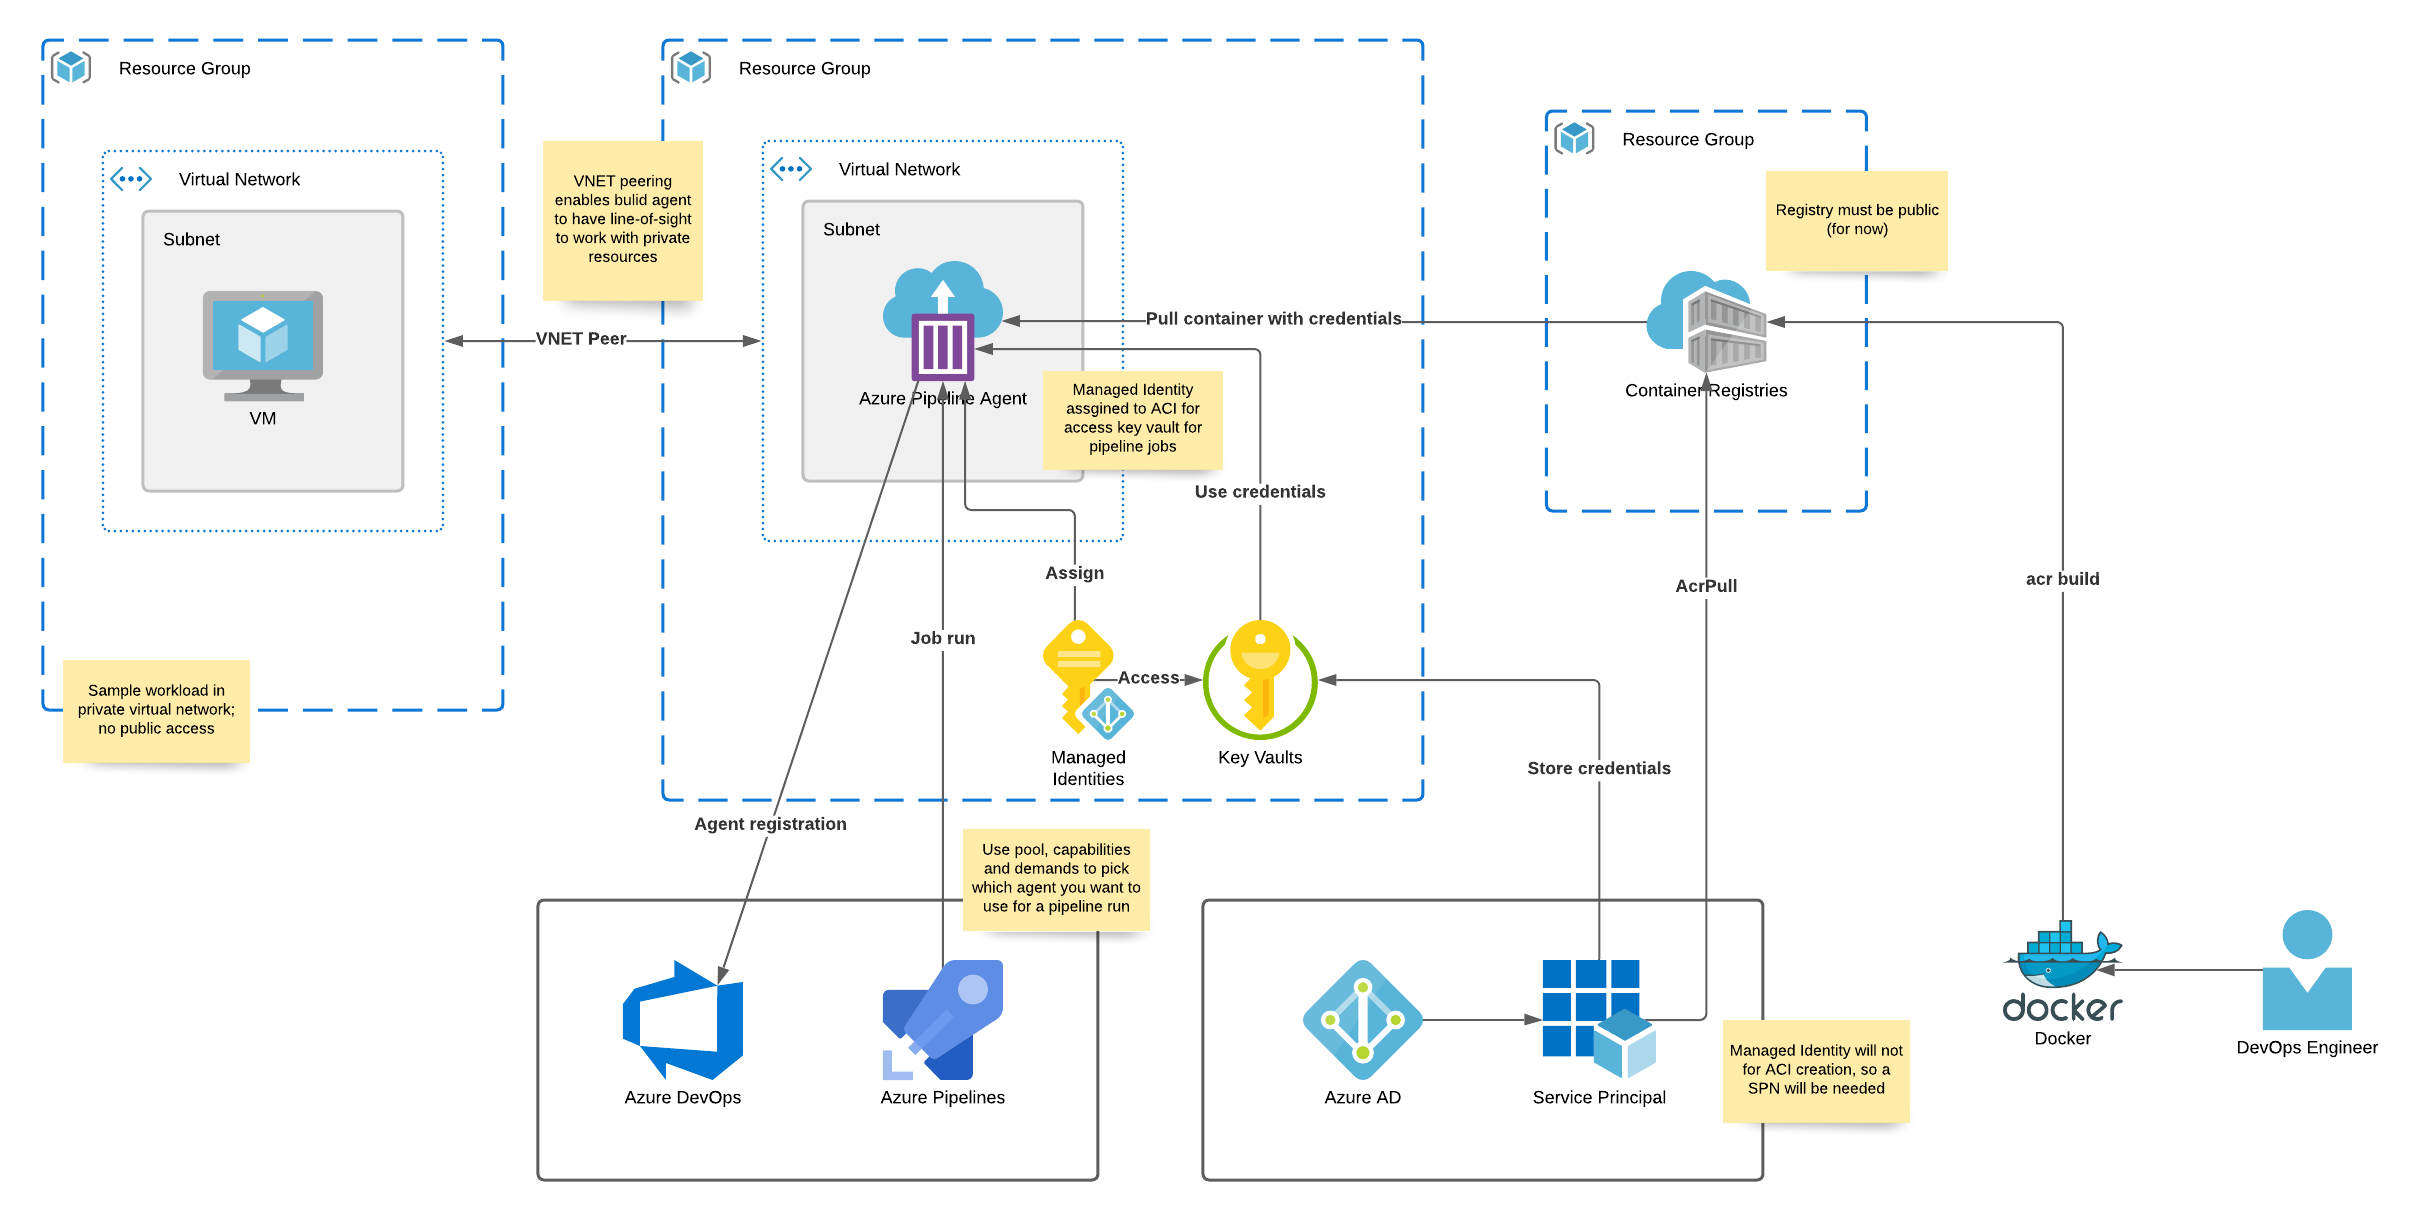 Resource Group
Virtual Network
Subnet
VM
Sample workload in
private virtual network;
no public access
VNET peering
enables bulid agent
to have line-of-sight
to work with private
resources
VNET Peer
Resource Group
Virtual Network
Subnet
Azure Pipeline Agent
Managed Identity
assgined to ACI for
access key vault for
pipeline jobs
Pull container with credentials
Use credentials
Assign
Job run
Access
Managed
Identities
Key Vaults
Agent registration
Resource Group
Registry must be public
(for now)
Container Registries
AcrPull
acr build
Store credentials
Use pool, capabilities
and demands to pick
which agent you want to
use for a pipeline run
Azure DevOps
Azure Pipelines
Azure AD
Service Principal
Managed Identity will not
for ACI creation, so a
SPN will be needed
docker
Docker
DevOps Engineer